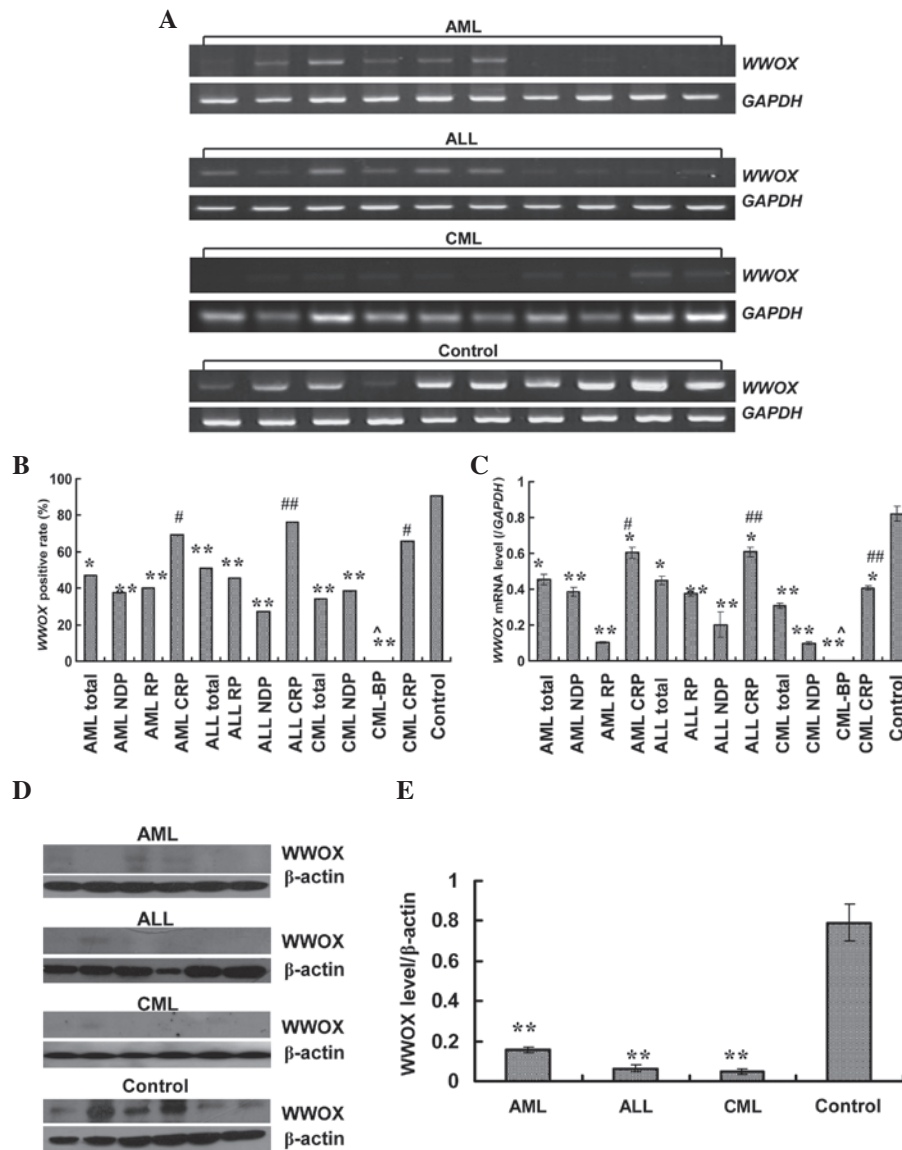 A
AML
WWOX
GAPDH
ALL
WWOX
GAPDH
CML
WWOX
GAPDH
Control
WWOX
GAPDH
B
WWOX positive rate (%)
100
80
60
40
20
0
* ** ** # ** ** ** ## ** ** ^ ** #
AML total
AML NDP
AML RP
AML CRP
ALL total
ALL RP
ALL NDP
ALL CRP
CML total
CML NDP
CML-BP
CML CRP
Control
C
WWOX mRNA level (/GAPDH)
1
0.8
0.6
0.4
0.2
0
* ** ** # * * ** ** ## * ** ** ^ ** ## *
AML total
AML NDP
AML RP
AML CRP
ALL total
ALL RP
ALL NDP
ALL CRP
CML total
CML NDP
CML-BP
CML CRP
Control
D
AML
WWOX
β-actin
ALL
WWOX
β-actin
CML
WWOX
β-actin
Control
WWOX
β-actin
E
WWOX level/β-actin
1
0.8
0.6
0.4
0.2
0
** ** **
AML ALL CML Control